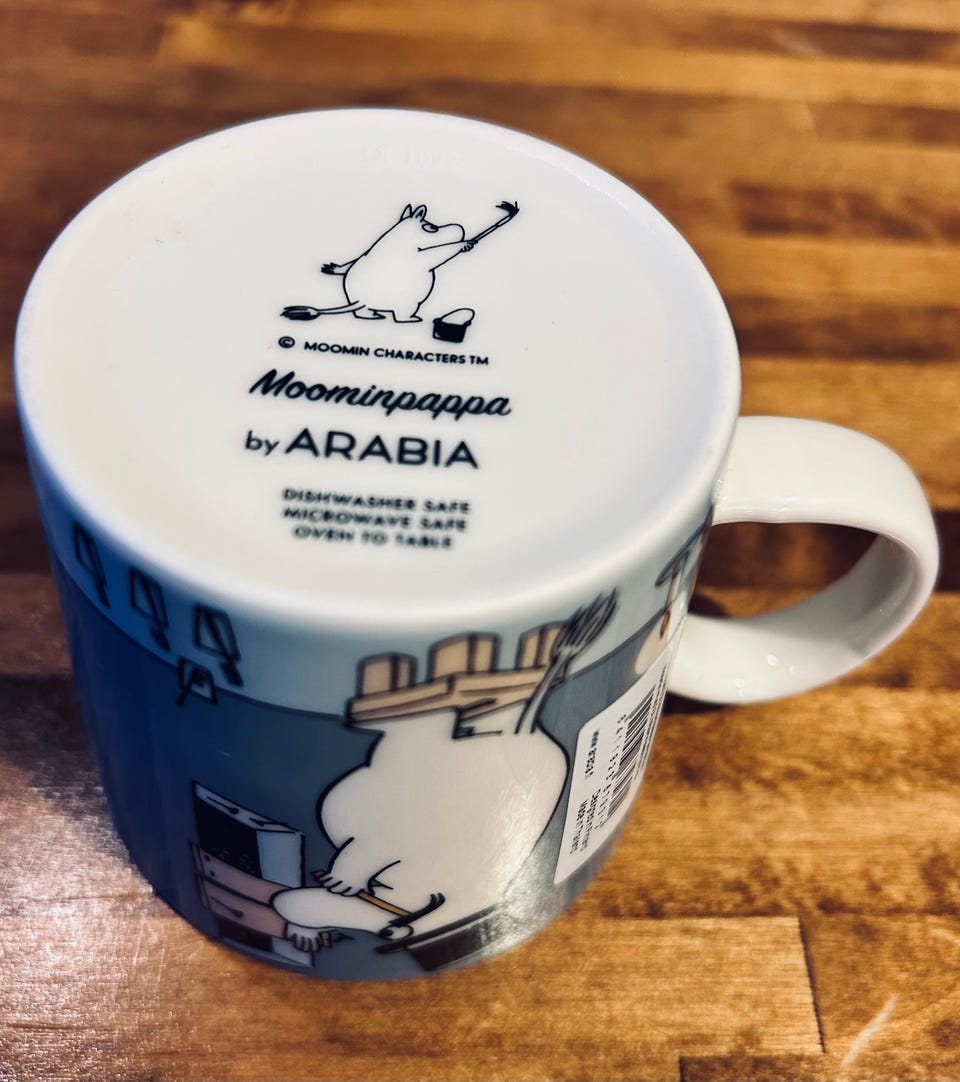 © MOOMIN CHARACTERS TM
Moominpappa
by ARABIA
DISHWASHER SAFE
MICROWAVE SAFE
OVEN TO TABLE